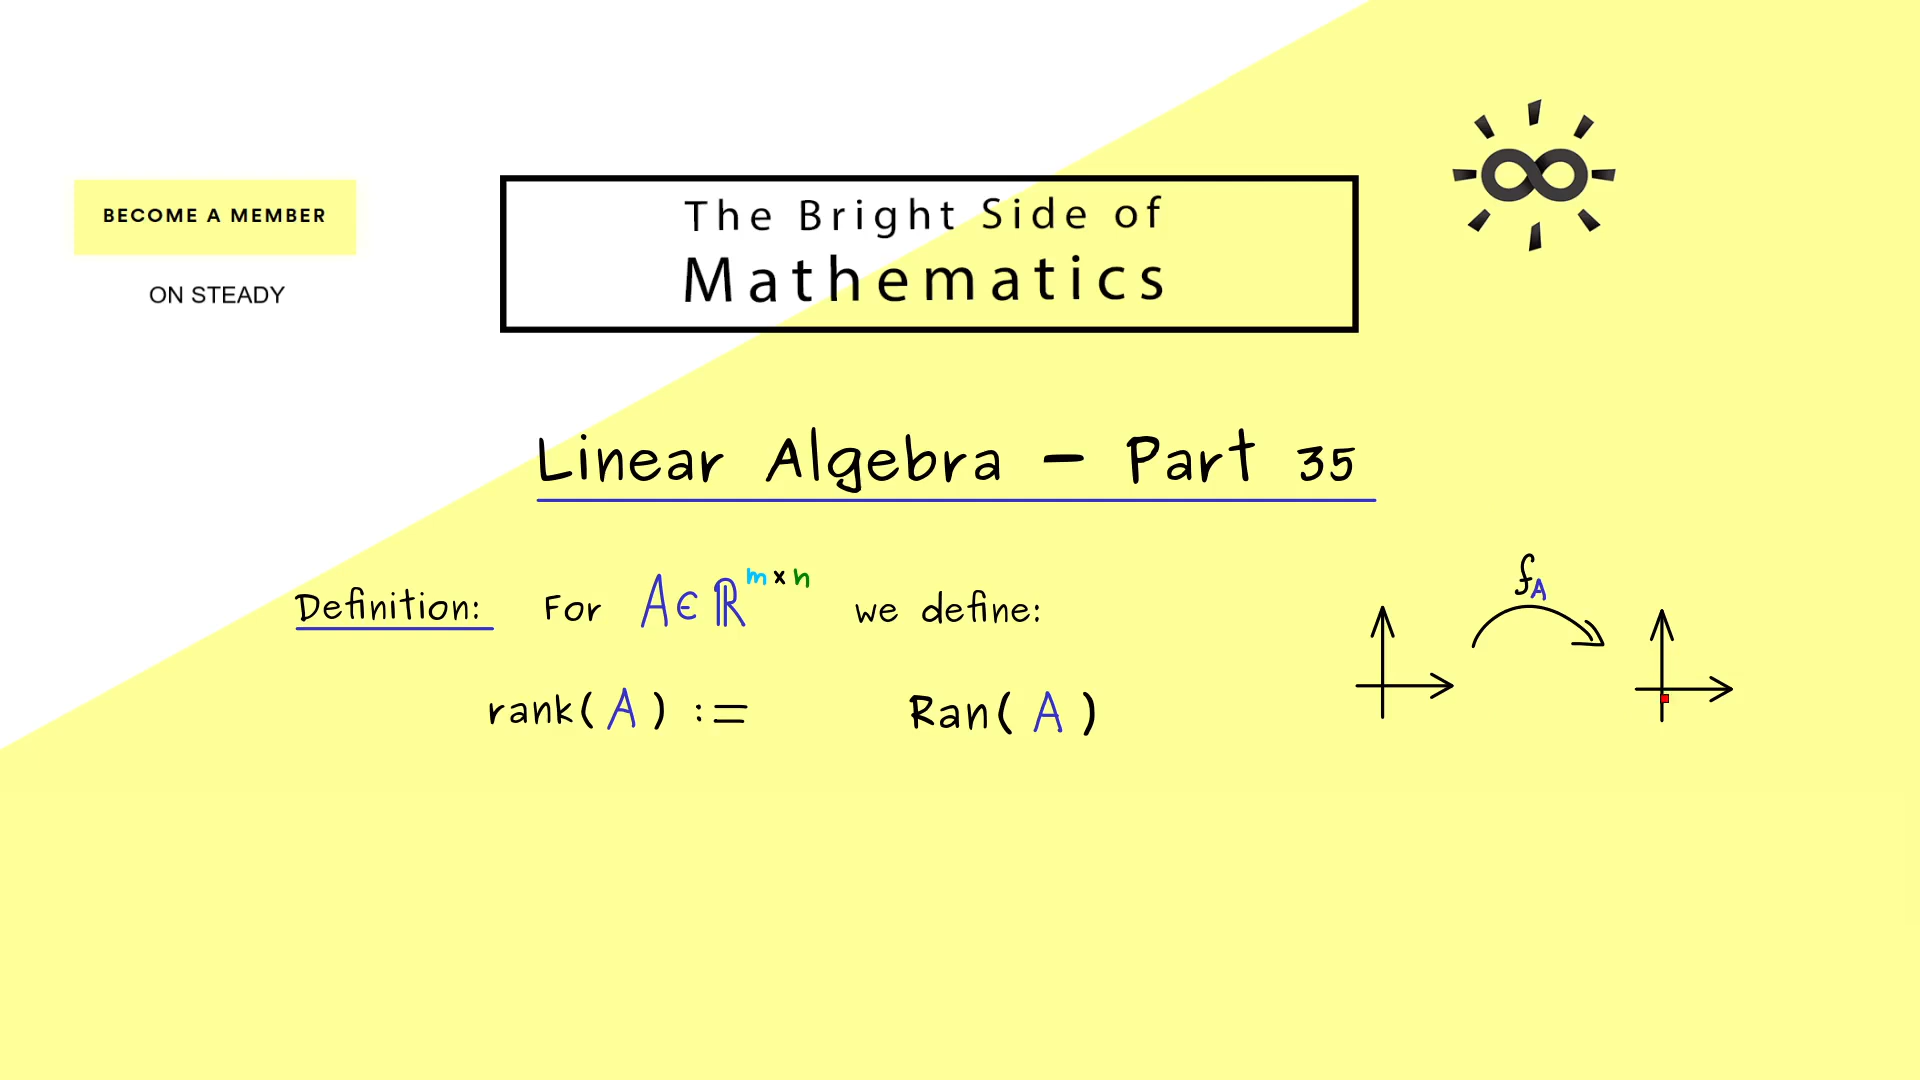 BECOME A MEMBER
ON STEADY
The Bright Side of
Mathematics
Linear Algebra - Part 35
Definition: For A∈ℝ^{m×n} we define:
rank(A) := Ran(A)
f_A